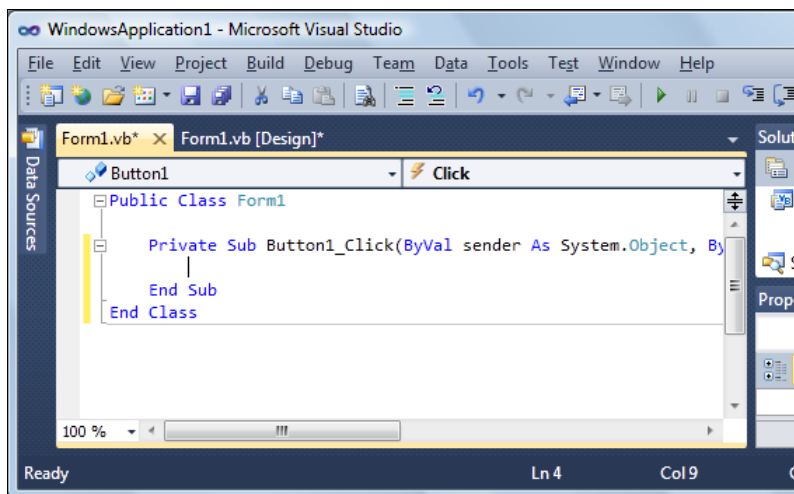 WindowsApplication1 - Microsoft Visual Studio
File Edit View Project Build Debug Team Data Tools Test Window Help
Form1.vb* Form1.vb [Design]* Solut
Button1 Click
Data Sources
Public Class Form1
Private Sub Button1_Click(ByVal sender As System.Object, By
End Sub
End Class
Prop
100 %
Ready Ln 4 Col 9